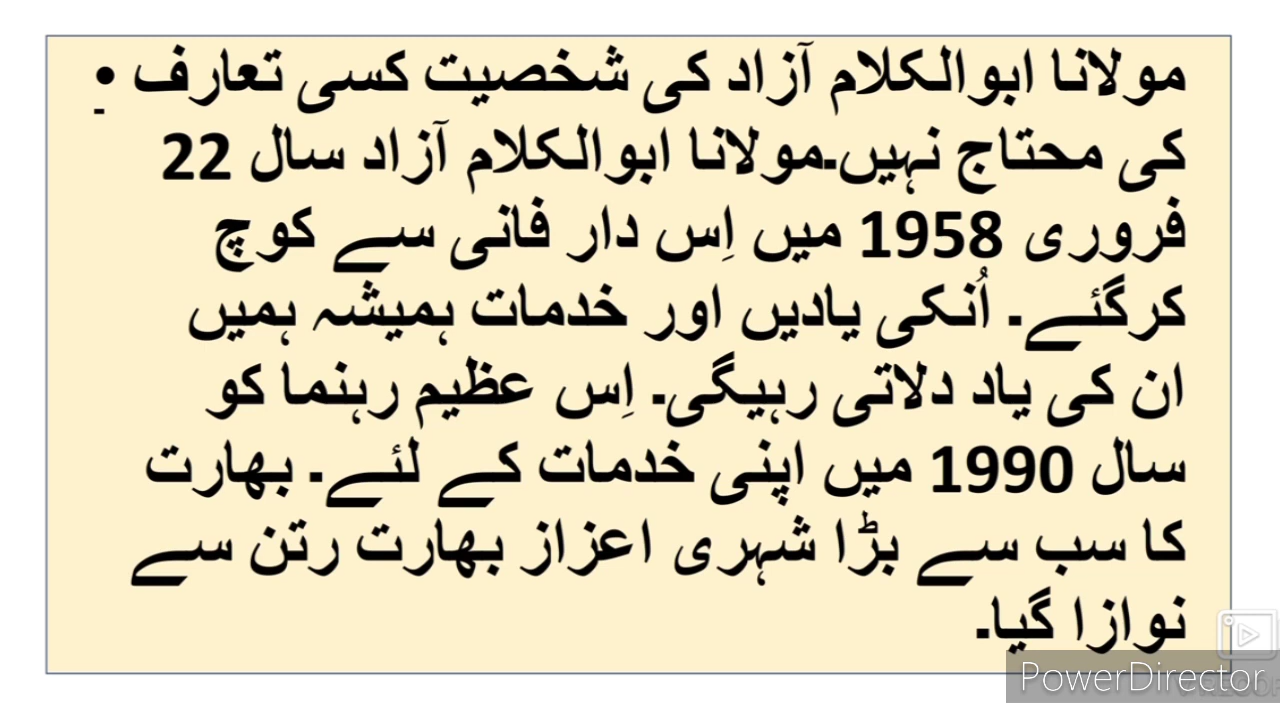 • مولانا ابوالکلام آزاد کی شخصیت کسی تعارف
کی محتاج نہیں۔مولانا ابوالکلام آزاد سال 22
فروری 1958 میں اِس دار فانی سے کوچ
کرگئے۔ اُنکی یادیں اور خدمات ہمیشہ ہمیں
ان کی یاد دلاتی رہیگی۔ اِس عظیم رہنما کو
سال 1990 میں اپنی خدمات کے لئے۔ بھارت
کا سب سے بڑا شہری اعزاز بھارت رتن سے
نوازا گیا۔
PowerDirector